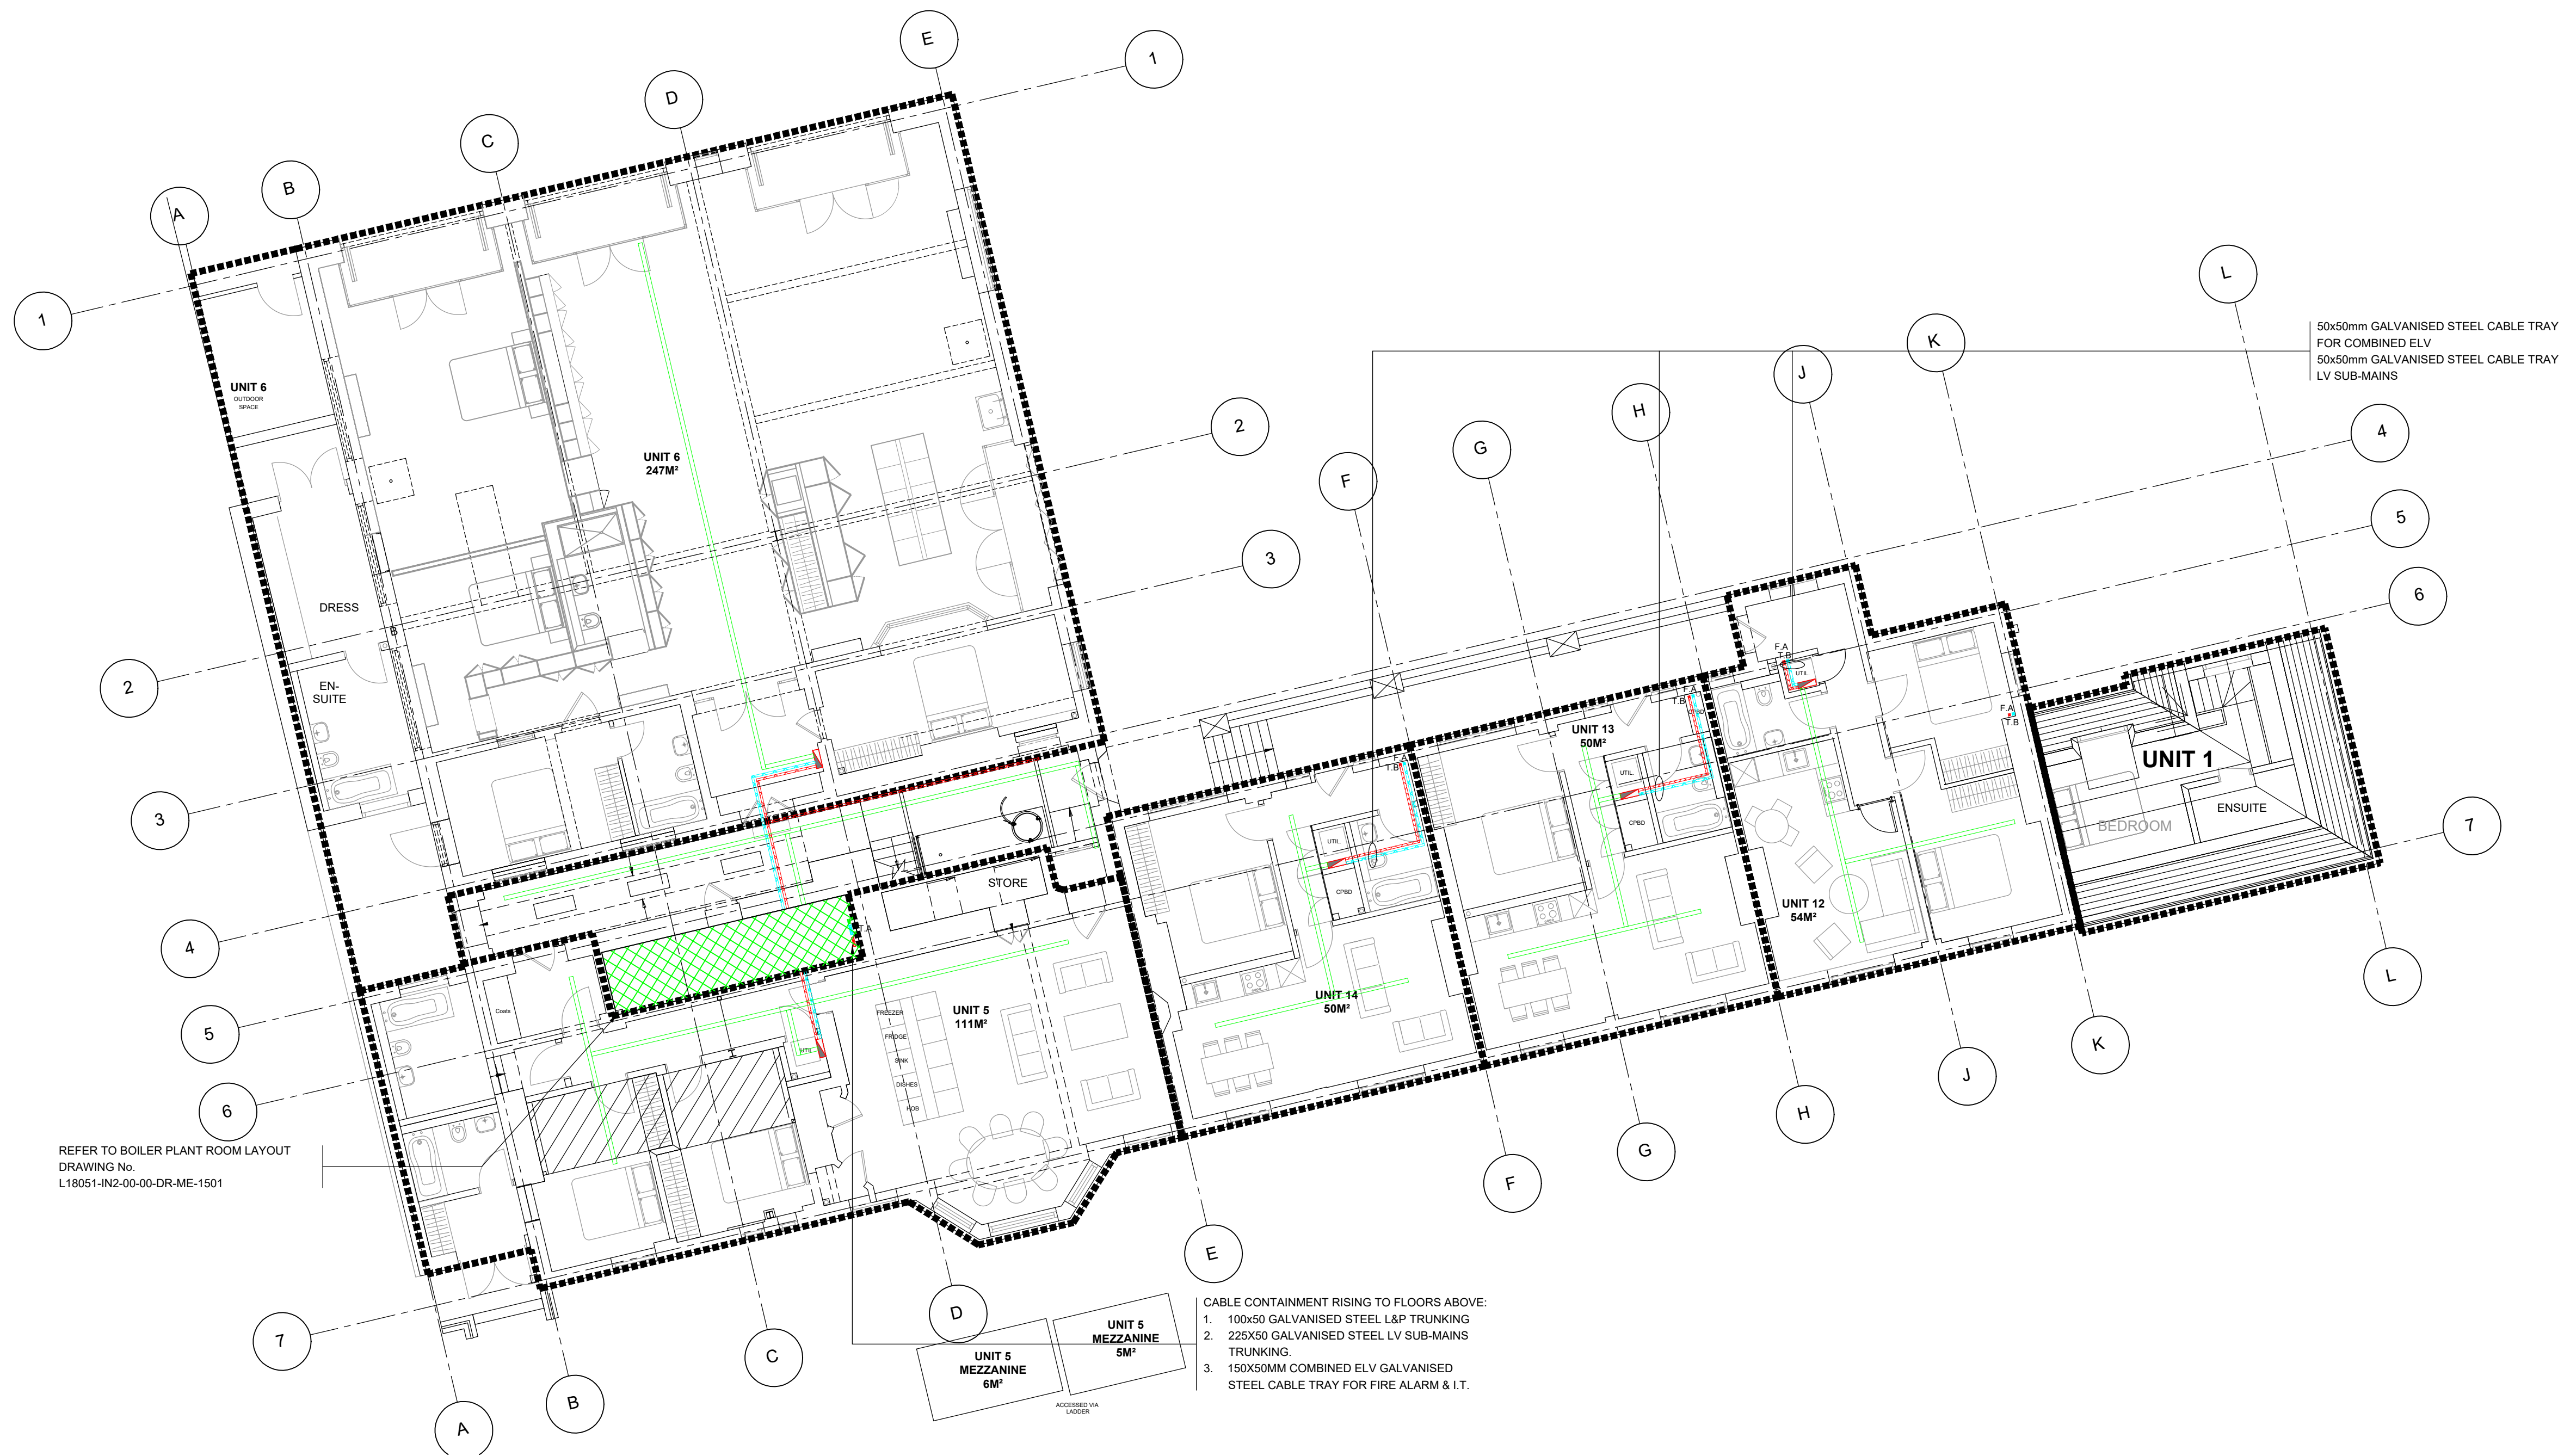 E
1
D
C
B
A
L
1
50x50mm GALVANISED STEEL CABLE TRAY
FOR COMBINED ELV
50x50mm GALVANISED STEEL CABLE TRAY
LV SUB-MAINS
K
J
UNIT 6
OUTDOOR
SPACE
H
2
4
G
UNIT 6
247M²
F
5
3
6
DRESS
B
2
EN-
SUITE
F.A
T.B
UTIL.
F.A
T.B
CPBD
F.A
T.B
UNIT 13
50M²
UNIT 1
F.A
T.B
UTIL.
3
ENSUITE
BEDROOM
7
CPBD
UTIL.
STORE
CPBD
UNIT 12
54M²
4
F.A
L
UNIT 14
50M²
Coats
UNIT 5
111M²
FREEZER
5
FRIDGE
UTIL.
SINK
K
J
DISHES
HOB
6
H
G
REFER TO BOILER PLANT ROOM LAYOUT
DRAWING No.
L18051-IN2-00-00-DR-ME-1501
F
E
D
7
C
CABLE CONTAINMENT RISING TO FLOORS ABOVE:
1. 100x50 GALVANISED STEEL L&P TRUNKING
2. 225X50 GALVANISED STEEL LV SUB-MAINS
TRUNKING.
3. 150X50MM COMBINED ELV GALVANISED
STEEL CABLE TRAY FOR FIRE ALARM & I.T.
UNIT 5
MEZZANINE
5M²
UNIT 5
MEZZANINE
6M²
ACCESSED VIA
LADDER
B
A